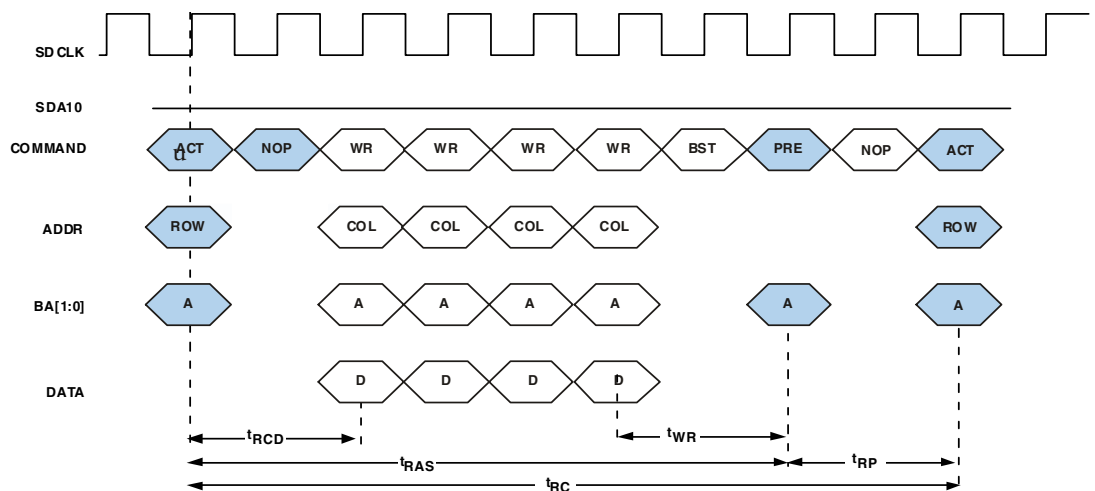 SDCLK
SDA10
COMMAND ACT NOP WR WR WR WR BST PRE NOP ACT
u
ADDR ROW COL COL COL COL ROW
BA[1:0] A A A A A A A
DATA D D D D
tRCD tWR
tRAS tRP
tRC